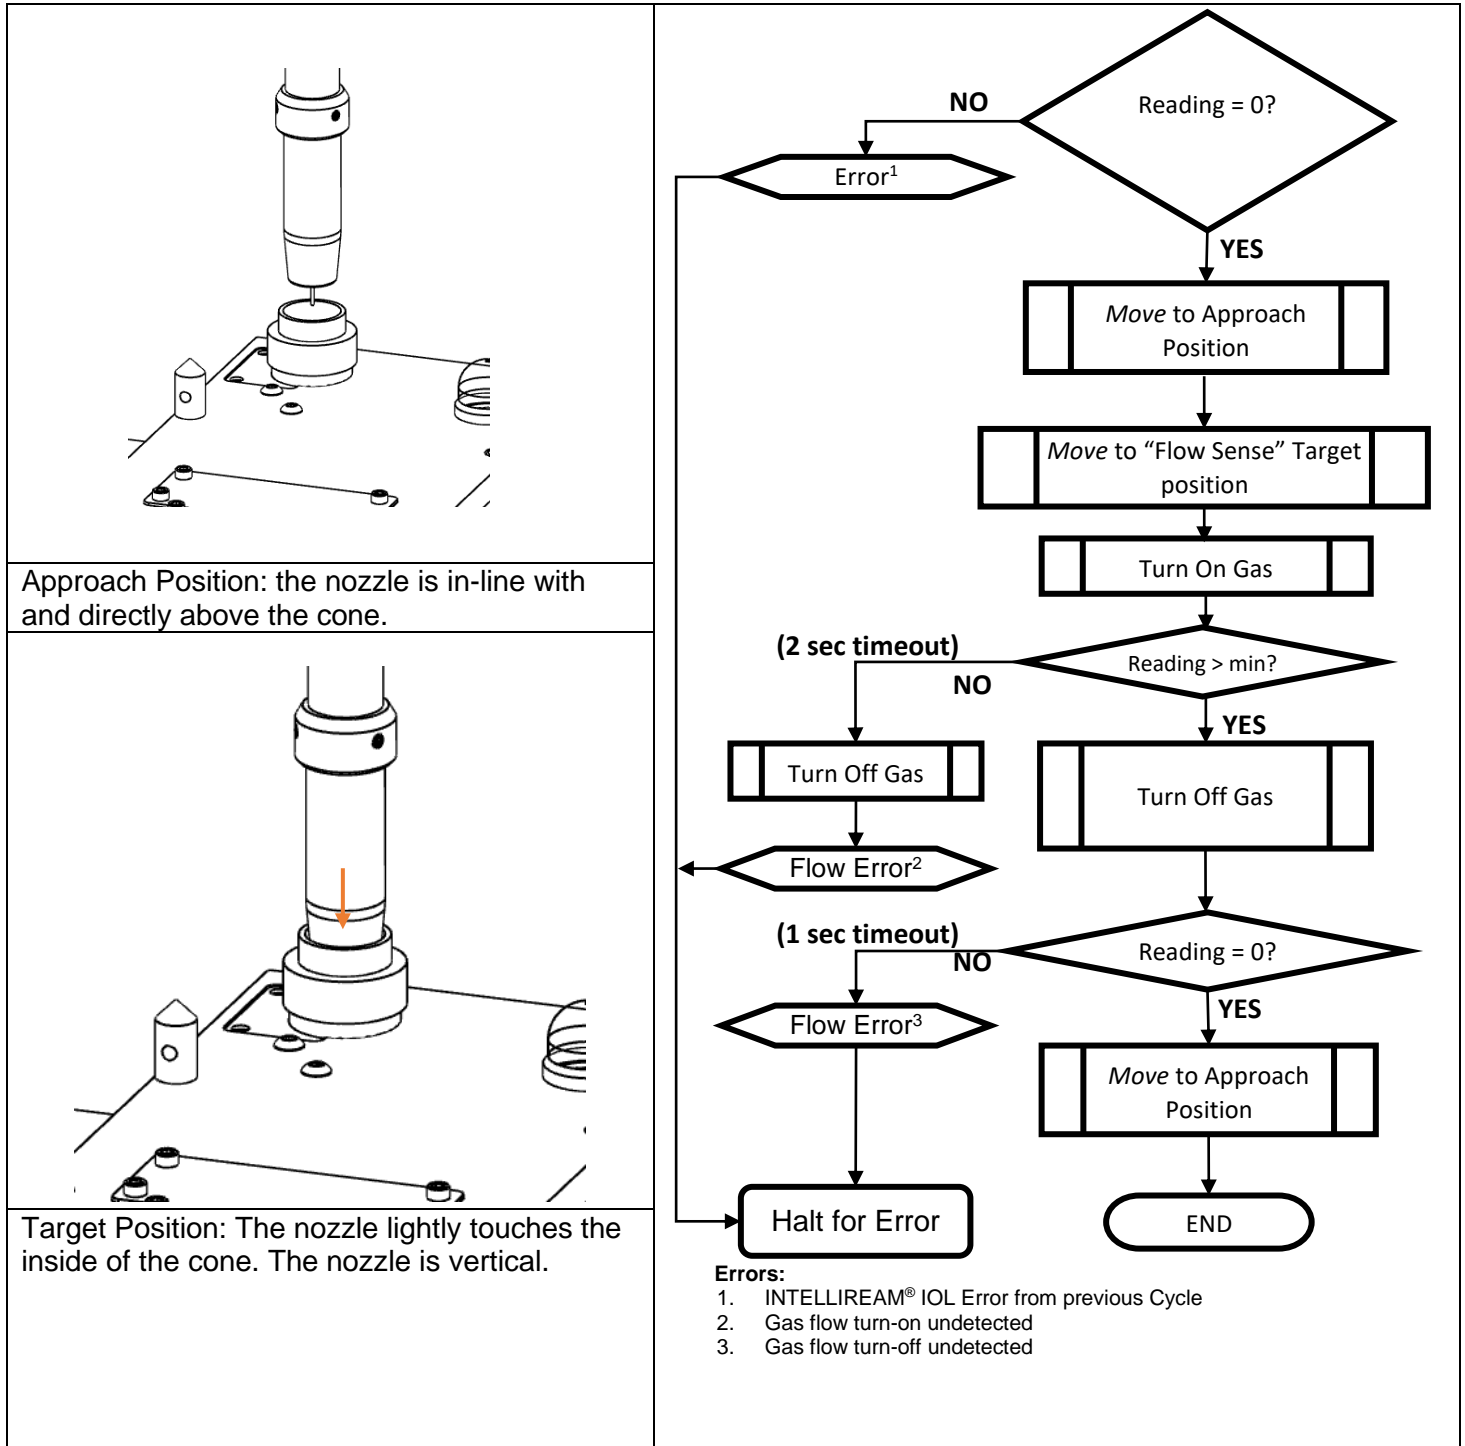 Approach Position: the nozzle is in-line with
and directly above the cone.
Target Position: The nozzle lightly touches the
inside of the cone. The nozzle is vertical.
Reading = 0?
NO
Error¹
YES
Move to Approach
Position
Move to “Flow Sense” Target
position
Turn On Gas
(2 sec timeout)
Reading > min?
NO
YES
Turn Off Gas
Turn Off Gas
Flow Error²
(1 sec timeout)
Reading = 0?
NO
Flow Error³
YES
Move to Approach
Position
Halt for Error
END
Errors:
1. INTELLIREAM® IOL Error from previous Cycle
2. Gas flow turn-on undetected
3. Gas flow turn-off undetected